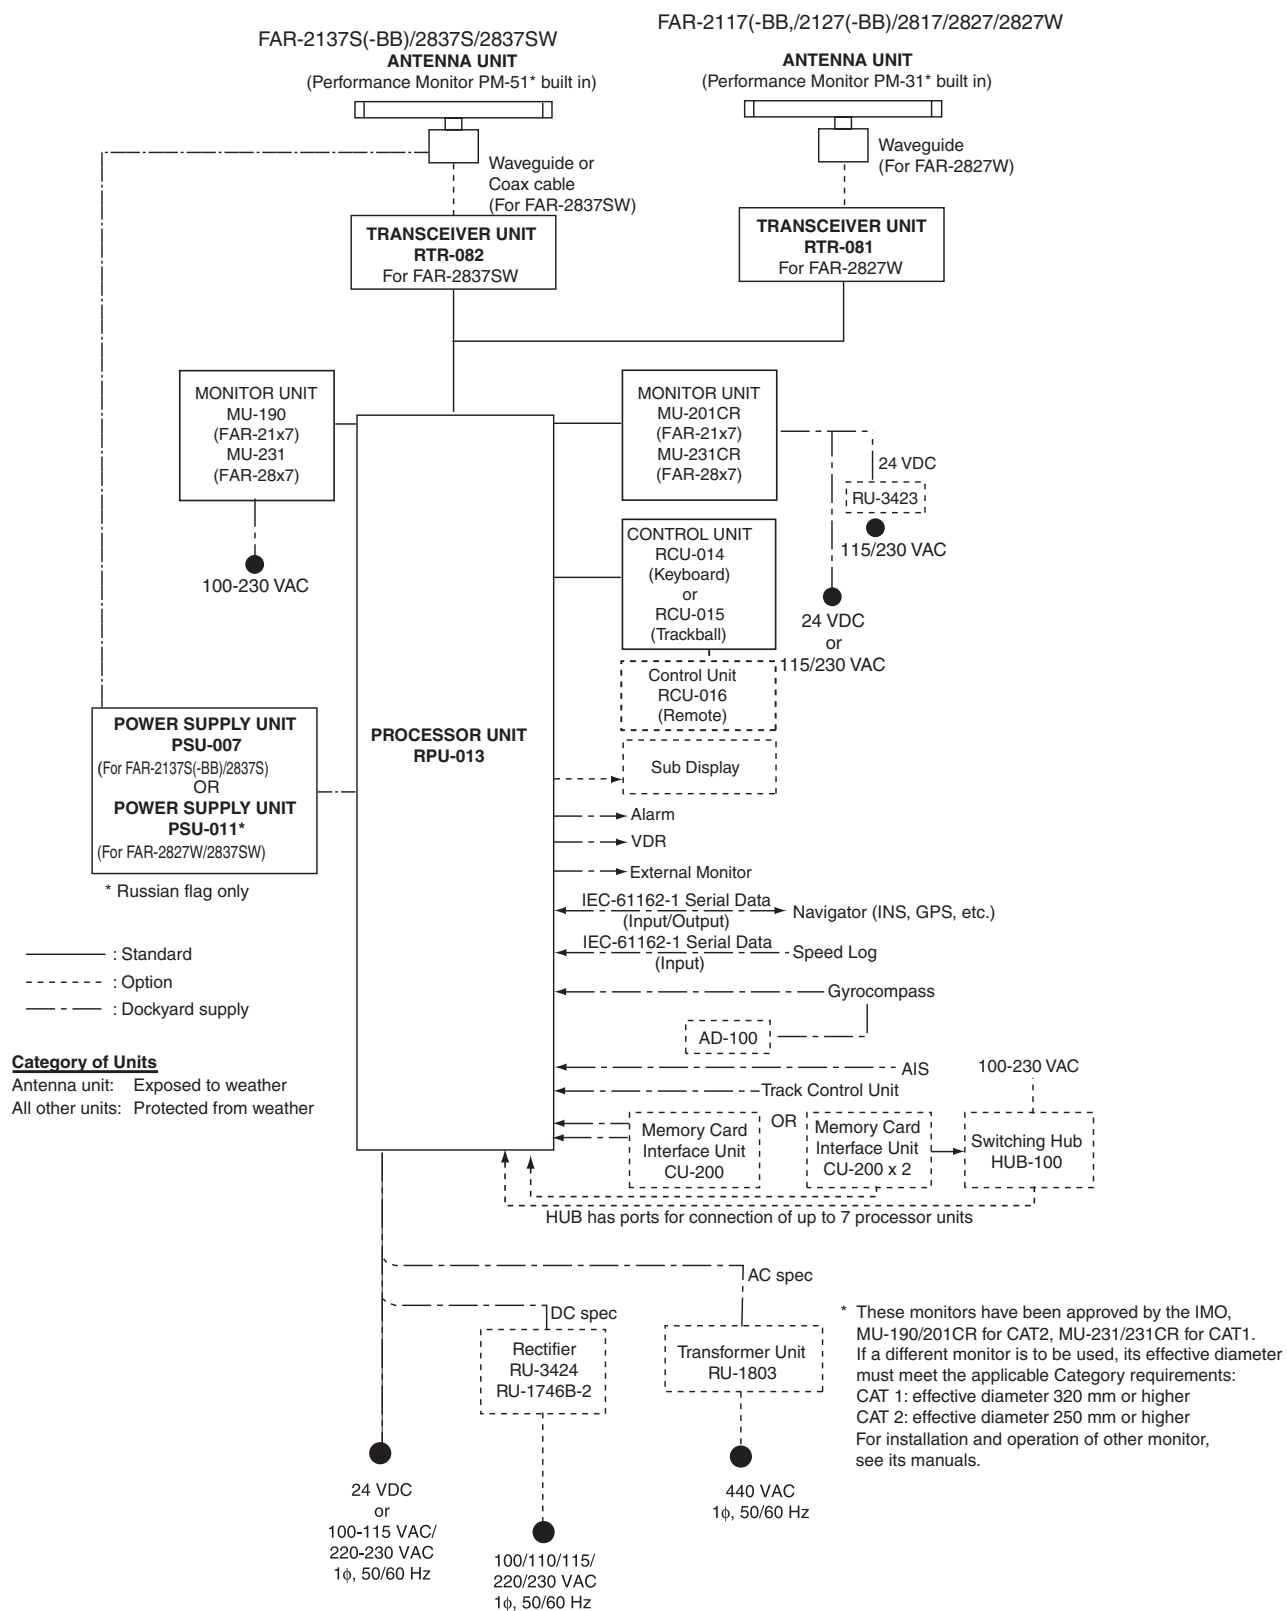 FAR-2137S(-BB)/2837S/2837SW
ANTENNA UNIT
(Performance Monitor PM-51* built in)
FAR-2117(-BB,/2127(-BB)/2817/2827/2827W
ANTENNA UNIT
(Performance Monitor PM-31* built in)
Waveguide or
Coax cable
(For FAR-2837SW)
Waveguide
(For FAR-2827W)
TRANSCEIVER UNIT
RTR-082
For FAR-2837SW
TRANSCEIVER UNIT
RTR-081
For FAR-2827W
MONITOR UNIT
MU-190
(FAR-21x7)
MU-231
(FAR-28x7)
100-230 VAC
MONITOR UNIT
MU-201CR
(FAR-21x7)
MU-231CR
(FAR-28x7)
24 VDC
RU-3423
115/230 VAC
24 VDC
or
115/230 VAC
CONTROL UNIT
RCU-014
(Keyboard)
or
RCU-015
(Trackball)
Control Unit
RCU-016
(Remote)
PROCESSOR UNIT
RPU-013
POWER SUPPLY UNIT
PSU-007
(For FAR-2137S(-BB)/2837S)
OR
POWER SUPPLY UNIT
PSU-011*
(For FAR-2827W/2837SW)
* Russian flag only
Sub Display
Alarm
VDR
External Monitor
IEC-61162-1 Serial Data
(Input/Output)
Navigator (INS, GPS, etc.)
IEC-61162-1 Serial Data
(Input)
Speed Log
Gyrocompass
AD-100
AIS
Track Control Unit
100-230 VAC
Memory Card
Interface Unit
CU-200
OR
Memory Card
Interface Unit
CU-200 x 2
Switching Hub
HUB-100
HUB has ports for connection of up to 7 processor units
: Standard
: Option
: Dockyard supply
Category of Units
Antenna unit: Exposed to weather
All other units: Protected from weather
AC spec
DC spec
Rectifier
RU-3424
RU-1746B-2
Transformer Unit
RU-1803
24 VDC
or
100-115 VAC/
220-230 VAC
1φ, 50/60 Hz
100/110/115/
220/230 VAC
1φ, 50/60 Hz
440 VAC
1φ, 50/60 Hz
* These monitors have been approved by the IMO,
MU-190/201CR for CAT2, MU-231/231CR for CAT1.
If a different monitor is to be used, its effective diameter
must meet the applicable Category requirements:
CAT 1: effective diameter 320 mm or higher
CAT 2: effective diameter 250 mm or higher
For installation and operation of other monitor,
see its manuals.